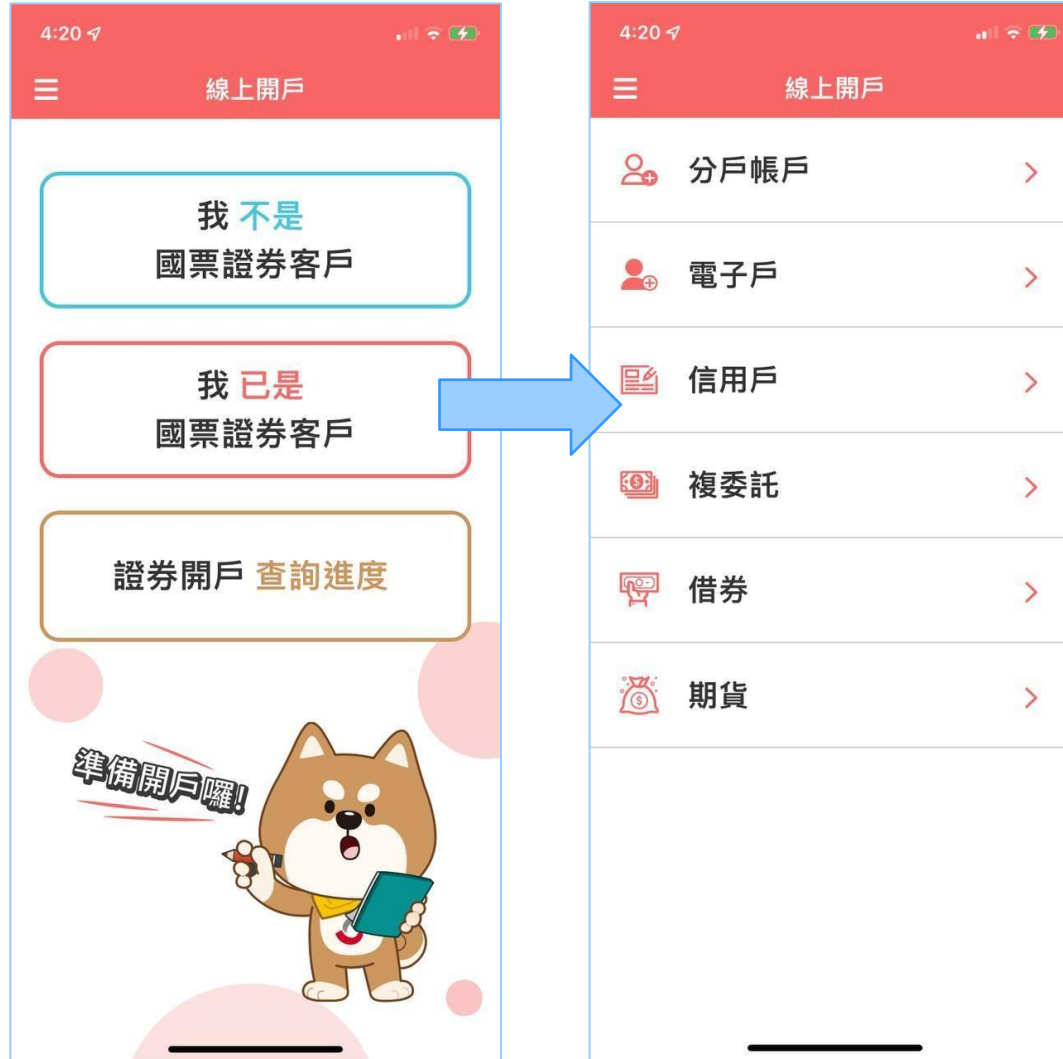 4:20
線上開戶
我 不是
國票證券客戶
我 已是
國票證券客戶
證券開戶 查詢進度
準備開戶囉!
4:20
線上開戶
分戶帳戶
電子戶
信用戶
複委託
借券
期貨